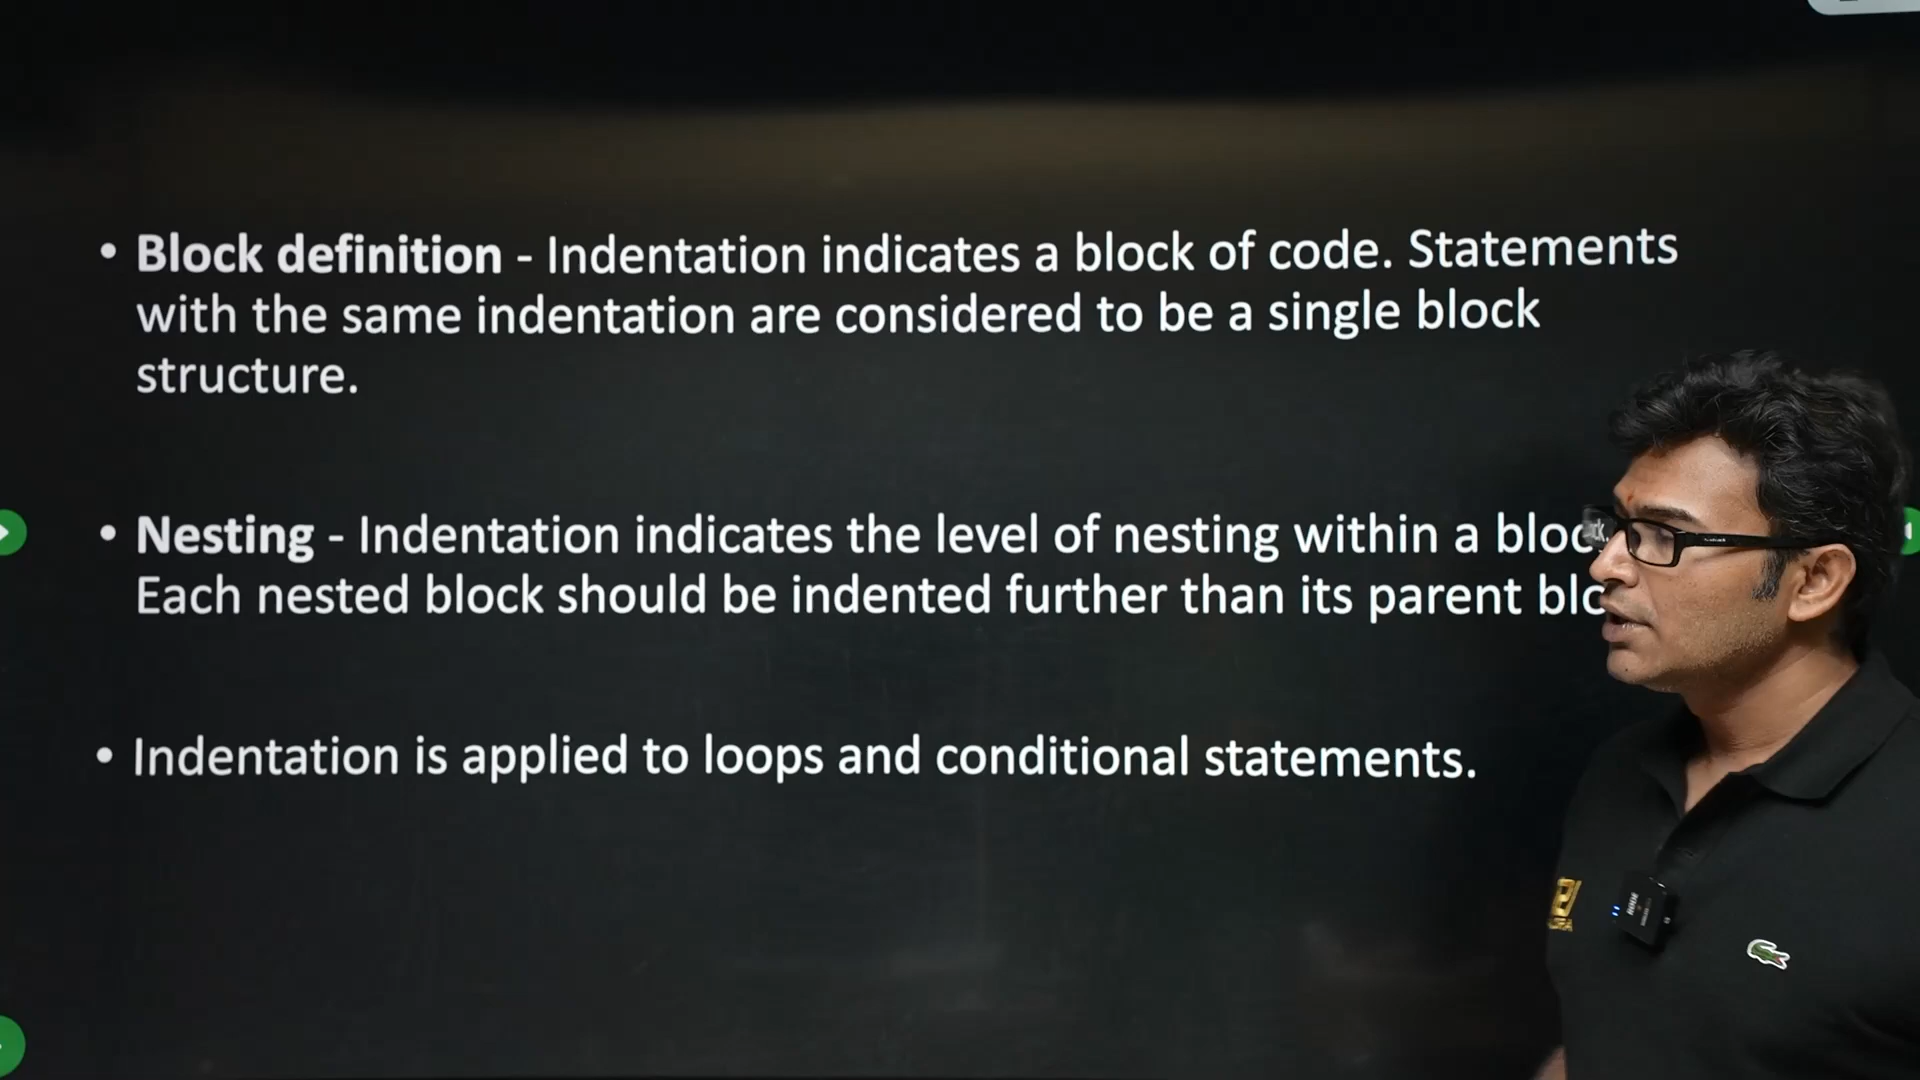 • Block definition - Indentation indicates a block of code. Statements
with the same indentation are considered to be a single block
structure.
• Nesting - Indentation indicates the level of nesting within a block.
Each nested block should be indented further than its parent
• Indentation is applied to loops and conditional statements.
RØDE